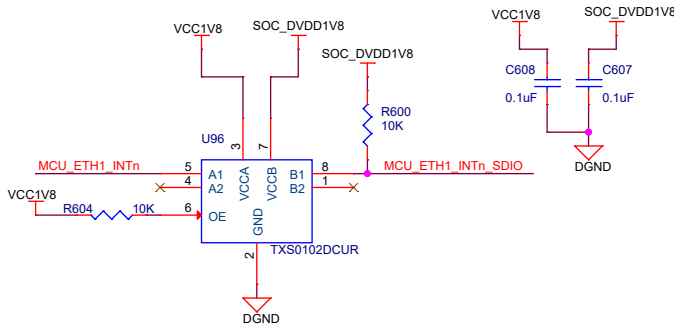 VCC1V8
SOC_DVDD1V8
VCC1V8
SOC_DVDD1V8
SOC_DVDD1V8
C608
C607
0.1uF
0.1uF
R600
10K
U96
3
7
MCU_ETH1_INTn
5
A1
VCCA
VCCB
B1
8
MCU_ETH1_INTn_SDIO
4
A2
B2
1
DGND
VCC1V8
R604
10K
6
OE
GND
TXS0102DCUR
2
DGND